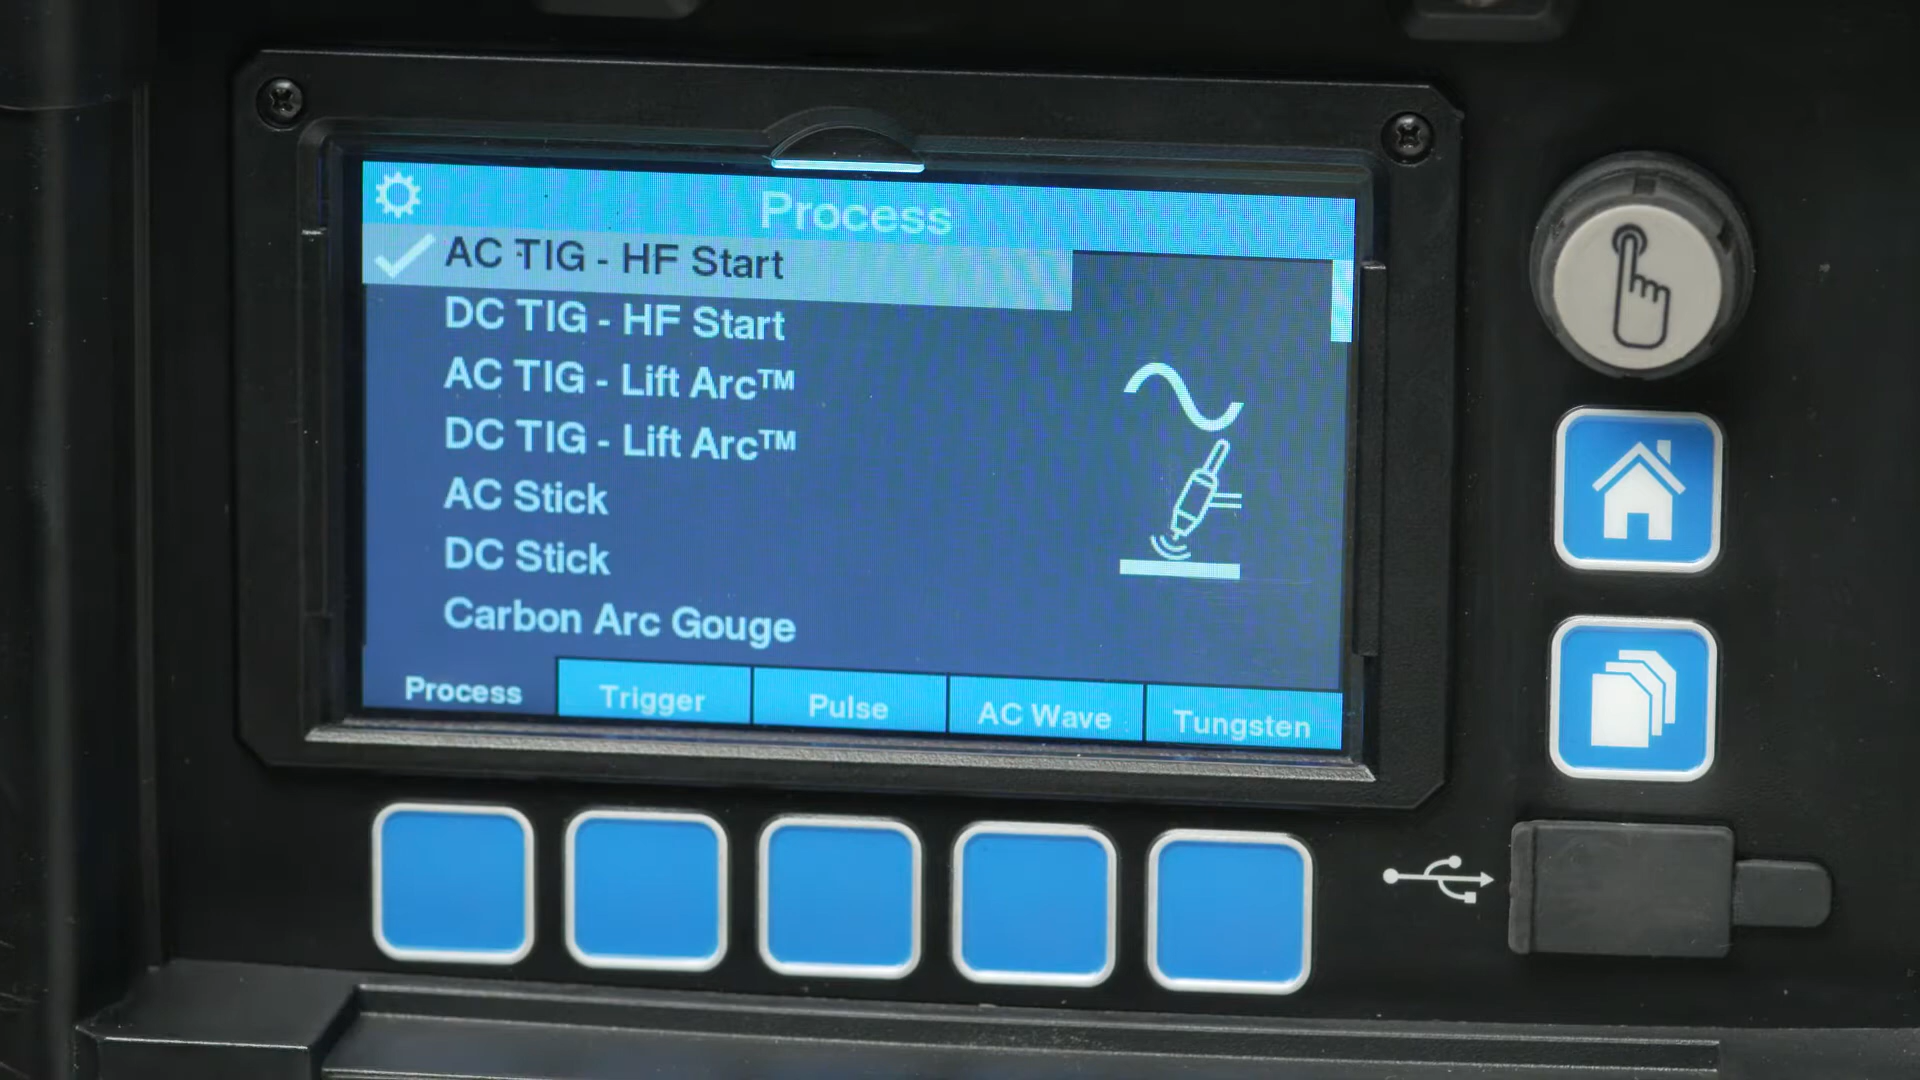 Process
AC TIG - HF Start
DC TIG - HF Start
AC TIG - Lift Arc™
DC TIG - Lift Arc™
AC Stick
DC Stick
Carbon Arc Gouge
Process
Trigger
Pulse
AC Wave
Tungsten